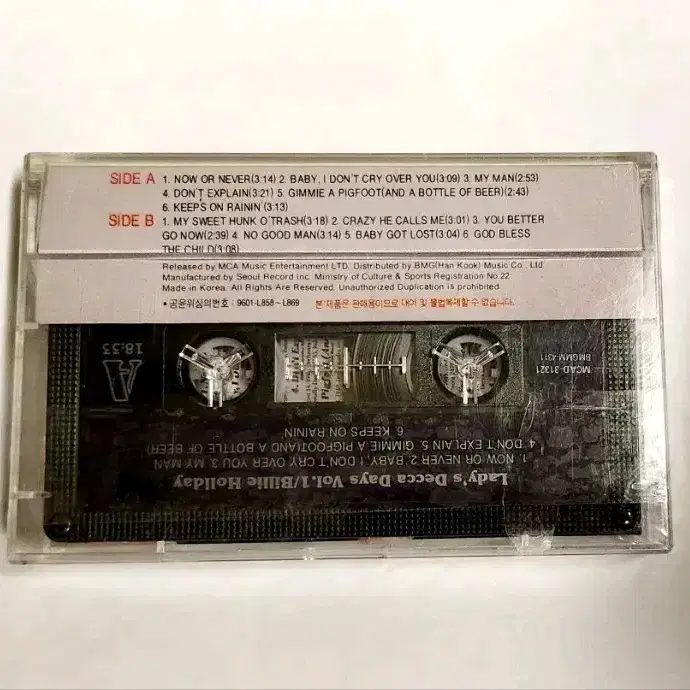 SIDE A 1. NOW OR NEVER(3:14) 2. BABY, I DON'T CRY OVER YOU(3:09) 3. MY MAN(2:53)
4. DON'T EXPLAIN(3:21) 5. GIMMIE A PIGFOOT(AND A BOTTLE OF BEER)(2:43)
6. KEEPS ON RAININ'(3:13)
SIDE B 1. MY SWEET HUNK O'TRASH(3:18) 2. CRAZY HE CALLS ME(3:01) 3. YOU BETTER
GO NOW(2:39) 4. NO GOOD MAN(3:14) 5. BABY GOT LOST(3:04) 6. GOD BLESS
THE CHILD(3:08)
Released by MCA Music Entertainment LTD. Distributed by BMG(Han Kook) Music Co., Ltd.
Manufactured by Seoul Record Inc. Ministry of Culture & Sports Registration No.22
Made in Korea. All Rights Are Reserved. Unauthorized Duplication is prohibited.
• 공윤위심의번호 : 9601-L858~L869 본 제품은 판매용이므로 대여 및 불법복제할 수 없습니다.
A
18:53
MCAD-31321
BMGMM-4311
Lady's Decca Days Vol.1/Billie Holiday
1. NOW OR NEVER 2. BABY, I DON'T CRY OVER YOU 3. MY MAN
4. DON'T EXPLAIN 5. GIMMIE A PIGFOOT(AND A BOTTLE OF BEER)
6. KEEPS ON RAININ'